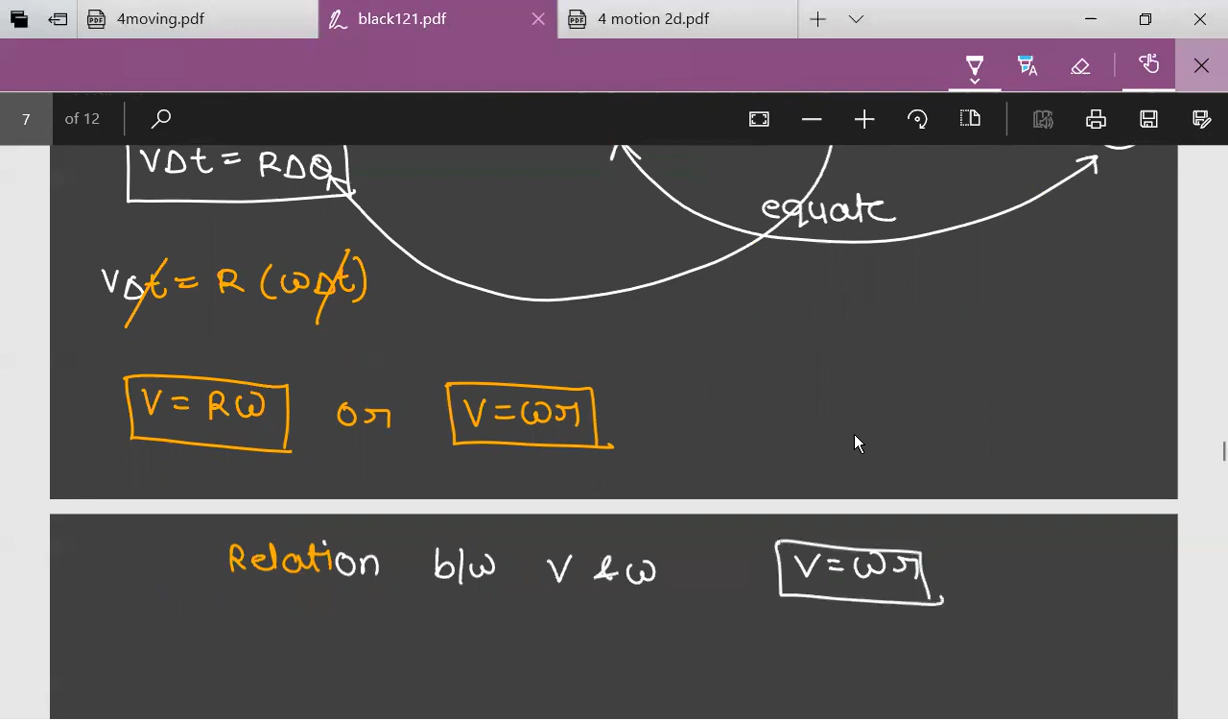 4moving.pdf
black121.pdf
4 motion 2d.pdf
7 of 12
VΔt = RΔθ
equate
VΔt = R (ωΔt)
V = Rω or V = ωr
Relation b/w V & ω V = ωr